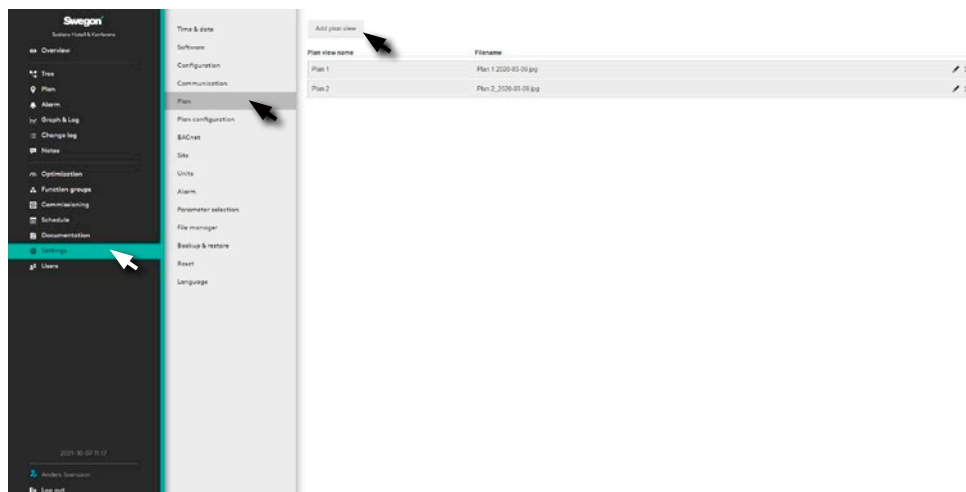 Swegon
Scalans Hotell & Konferens
Overview
Tree
Plan
Alarm
Graph & Log
Change log
Notes
Optimization
Function groups
Commissioning
Schedule
Documentation
Settings
Users
2021-10-07 11:17
Anders Svensson
Log out
Time & date
Software
Configuration
Communication
Plan
Plan configuration
BACnet
Site
Units
Alarm
Parameter selection
File manager
Backup & restore
Reset
Language
Add plan view
Plan view name Filename
Plan 1 Plan 1 2020-03-09.jpg
Plan 2 Plan 2_2020-03-09.jpg